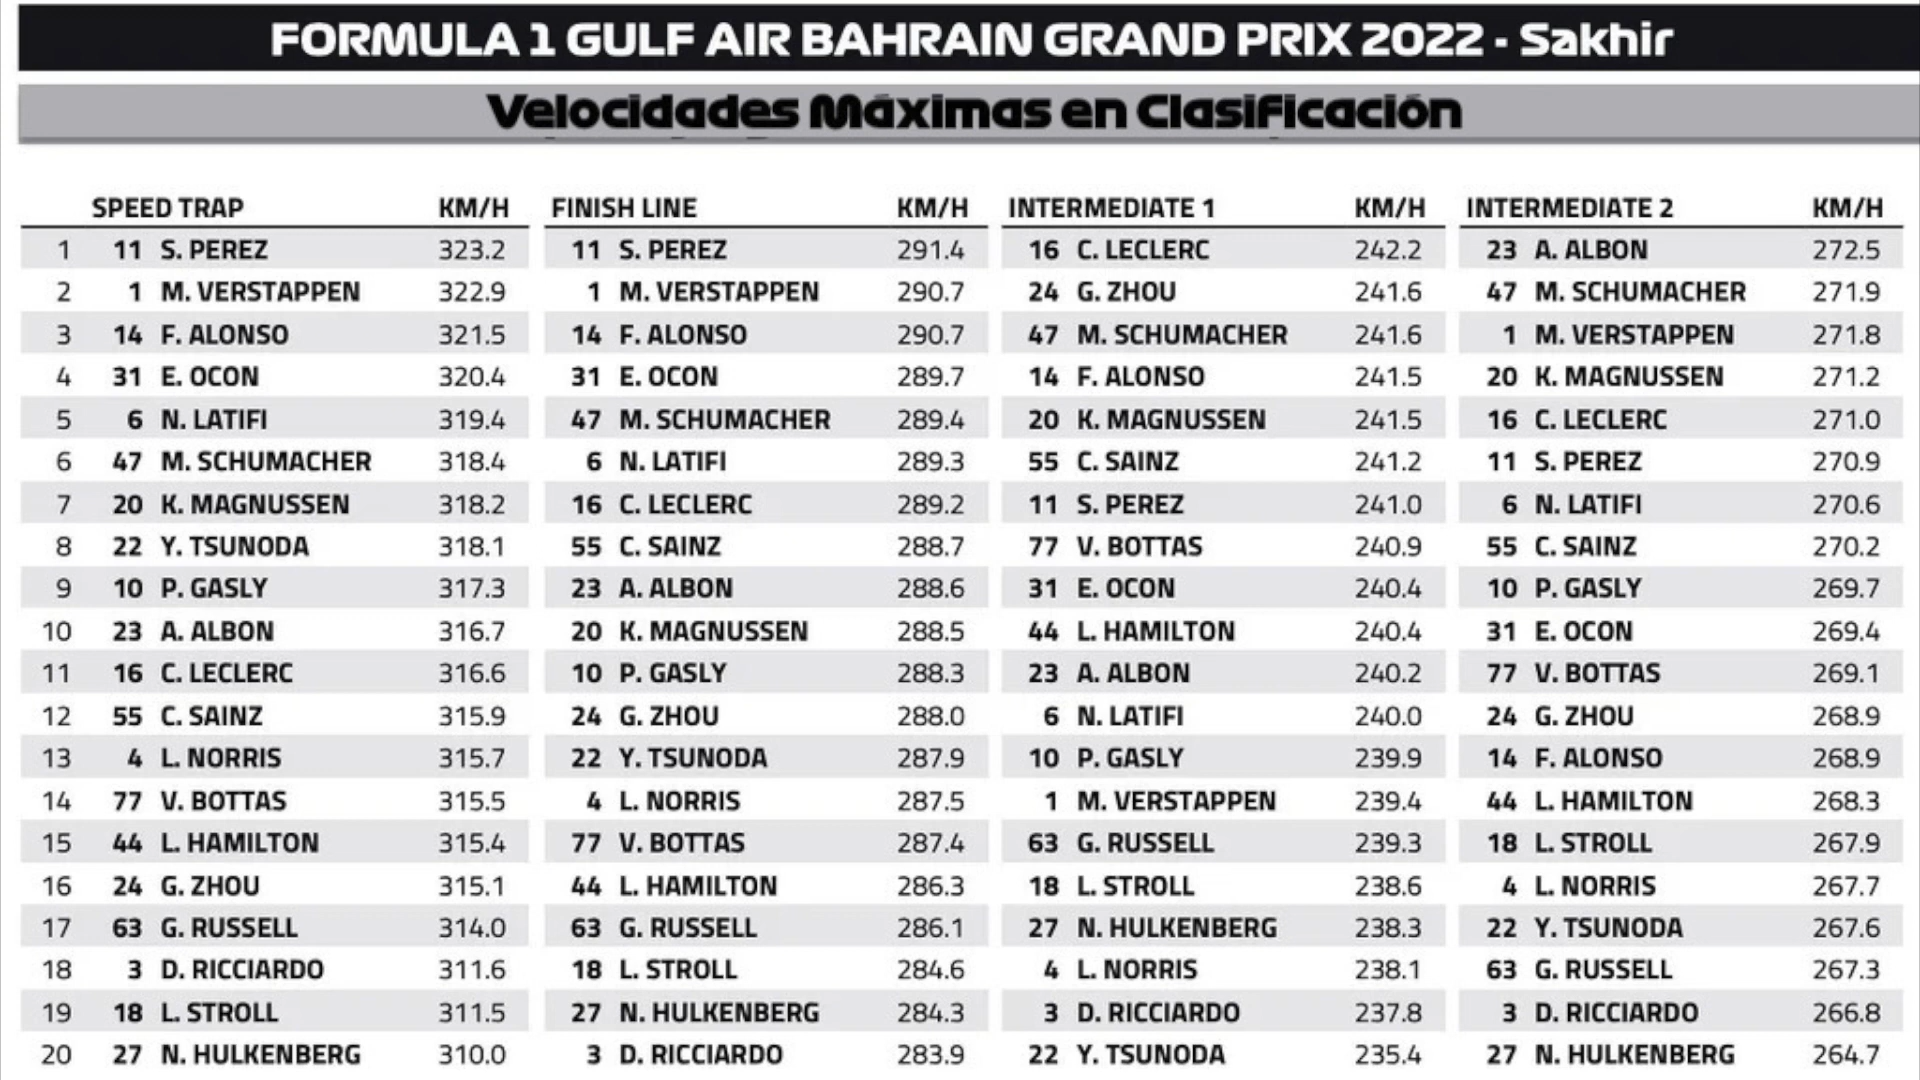 FORMULA 1 GULF AIR BAHRAIN GRAND PRIX 2022 - Sakhir
Velocidades Máximas en Clasificación
SPEED TRAP KM/H FINISH LINE KM/H INTERMEDIATE 1 KM/H INTERMEDIATE 2 KM/H
1 11 S. PEREZ 323.2 11 S. PEREZ 291.4 16 C. LECLERC 242.2 23 A. ALBON 272.5
2 1 M. VERSTAPPEN 322.9 1 M. VERSTAPPEN 290.7 24 G. ZHOU 241.6 47 M. SCHUMACHER 271.9
3 14 F. ALONSO 321.5 14 F. ALONSO 290.7 47 M. SCHUMACHER 241.6 1 M. VERSTAPPEN 271.8
4 31 E. OCON 320.4 31 E. OCON 289.7 14 F. ALONSO 241.5 20 K. MAGNUSSEN 271.2
5 6 N. LATIFI 319.4 47 M. SCHUMACHER 289.4 20 K. MAGNUSSEN 241.5 16 C. LECLERC 271.0
6 47 M. SCHUMACHER 318.4 6 N. LATIFI 289.3 55 C. SAINZ 241.2 11 S. PEREZ 270.9
7 20 K. MAGNUSSEN 318.2 16 C. LECLERC 289.2 11 S. PEREZ 241.0 6 N. LATIFI 270.6
8 22 Y. TSUNODA 318.1 55 C. SAINZ 288.7 77 V. BOTTAS 240.9 55 C. SAINZ 270.2
9 10 P. GASLY 317.3 23 A. ALBON 288.6 31 E. OCON 240.4 10 P. GASLY 269.7
10 23 A. ALBON 316.7 20 K. MAGNUSSEN 288.5 44 L. HAMILTON 240.4 31 E. OCON 269.4
11 16 C. LECLERC 316.6 10 P. GASLY 288.3 23 A. ALBON 240.2 77 V. BOTTAS 269.1
12 55 C. SAINZ 315.9 24 G. ZHOU 288.0 6 N. LATIFI 240.0 24 G. ZHOU 268.9
13 4 L. NORRIS 315.7 22 Y. TSUNODA 287.9 10 P. GASLY 239.9 14 F. ALONSO 268.9
14 77 V. BOTTAS 315.5 4 L. NORRIS 287.5 1 M. VERSTAPPEN 239.4 44 L. HAMILTON 268.3
15 44 L. HAMILTON 315.4 77 V. BOTTAS 287.4 63 G. RUSSELL 239.3 18 L. STROLL 267.9
16 24 G. ZHOU 315.1 44 L. HAMILTON 286.3 18 L. STROLL 238.6 4 L. NORRIS 267.7
17 63 G. RUSSELL 314.0 63 G. RUSSELL 286.1 27 N. HULKENBERG 238.3 22 Y. TSUNODA 267.6
18 3 D. RICCIARDO 311.6 18 L. STROLL 284.6 4 L. NORRIS 238.1 63 G. RUSSELL 267.3
19 18 L. STROLL 311.5 27 N. HULKENBERG 284.3 3 D. RICCIARDO 237.8 3 D. RICCIARDO 266.8
20 27 N. HULKENBERG 310.0 3 D. RICCIARDO 283.9 22 Y. TSUNODA 235.4 27 N. HULKENBERG 264.7